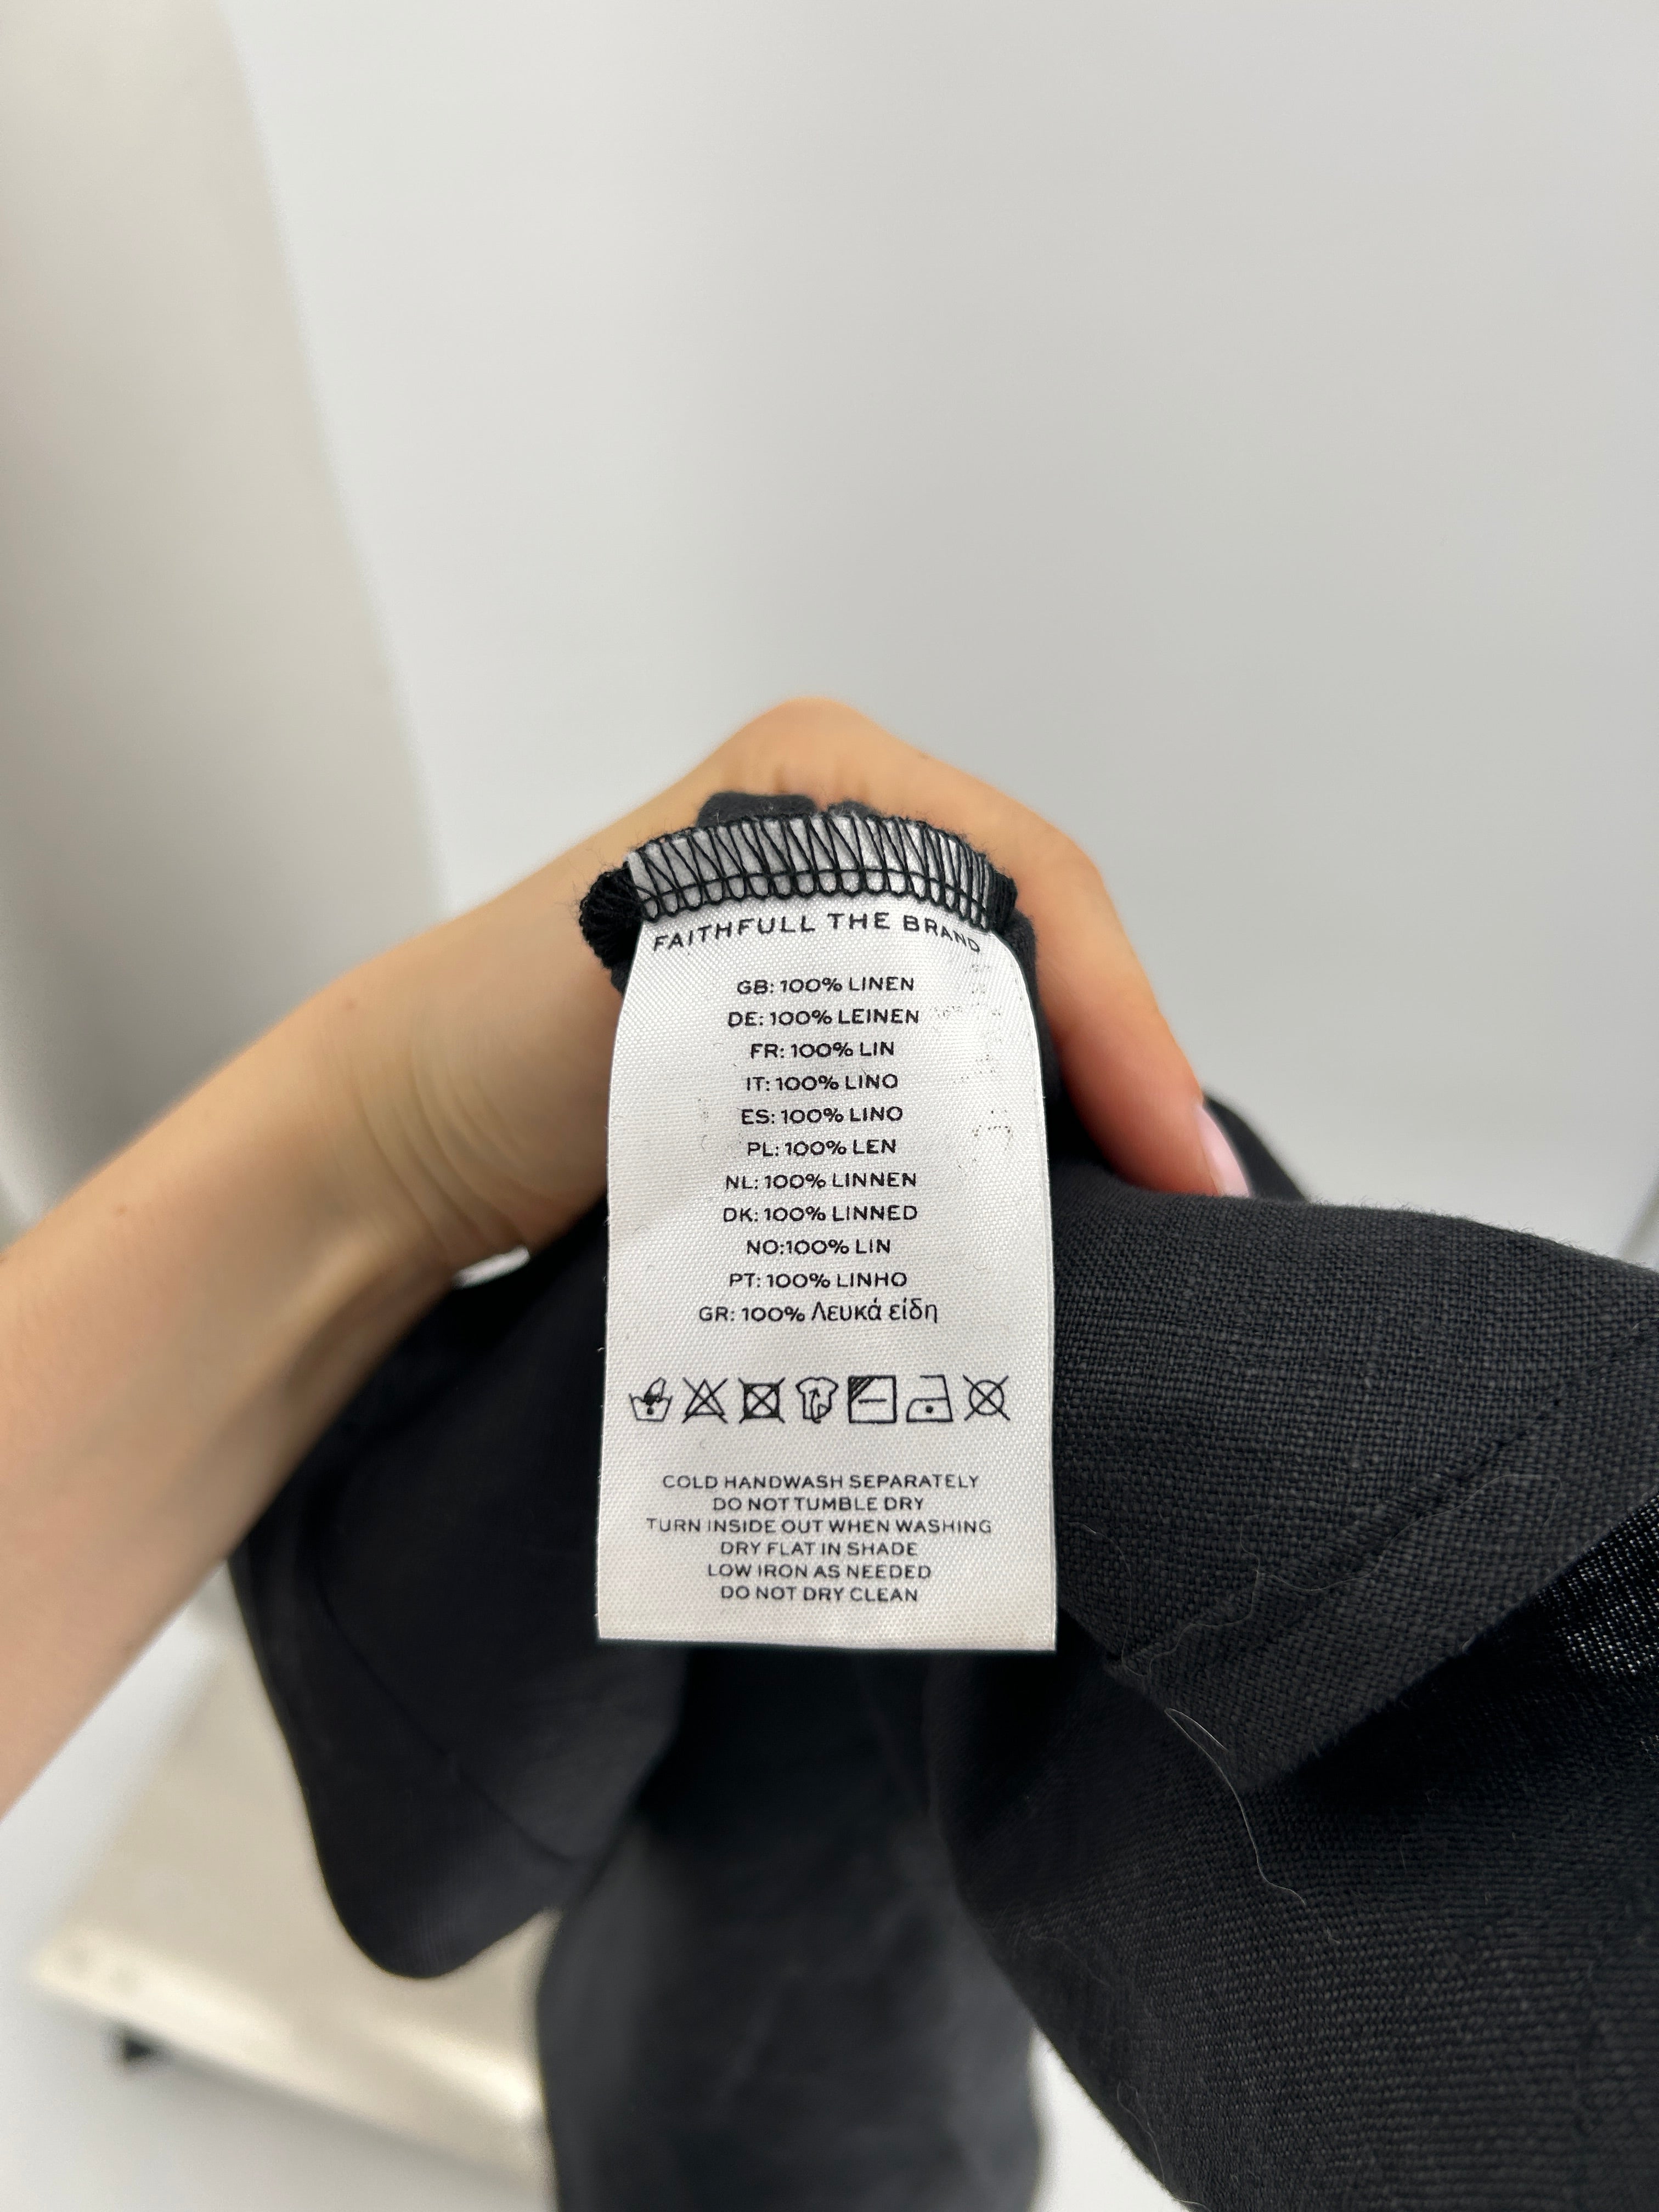 FAITHFULL THE BRAND
GB: 100% LINEN
DE: 100% LEINEN
FR: 100% LIN
IT: 100% LINO
ES: 100% LINO
PL: 100% LEN
NL: 100% LINNEN
DK: 100% LINNED
NO:100% LIN
PT: 100% LINHO
GR: 100% Λευκά είδη
COLD HANDWASH SEPARATELY
DO NOT TUMBLE DRY
TURN INSIDE OUT WHEN WASHING
DRY FLAT IN SHADE
LOW IRON AS NEEDED
DO NOT DRY CLEAN